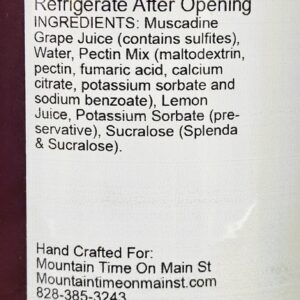 Refrigerate After Opening
INGREDIENTS: Muscadine
Grape Juice (contains sulfites),
Water, Pectin Mix (maltodextrin,
pectin, fumaric acid, calcium
citrate, potassium sorbate and
sodium benzoate), Lemon
Juice, Potassium Sorbate (pre-
servative), Sucralose (Splenda
& Sucralose).
Hand Crafted For:
Mountain Time On Main St
Mountaintimeonmainst.com
828-385-3243